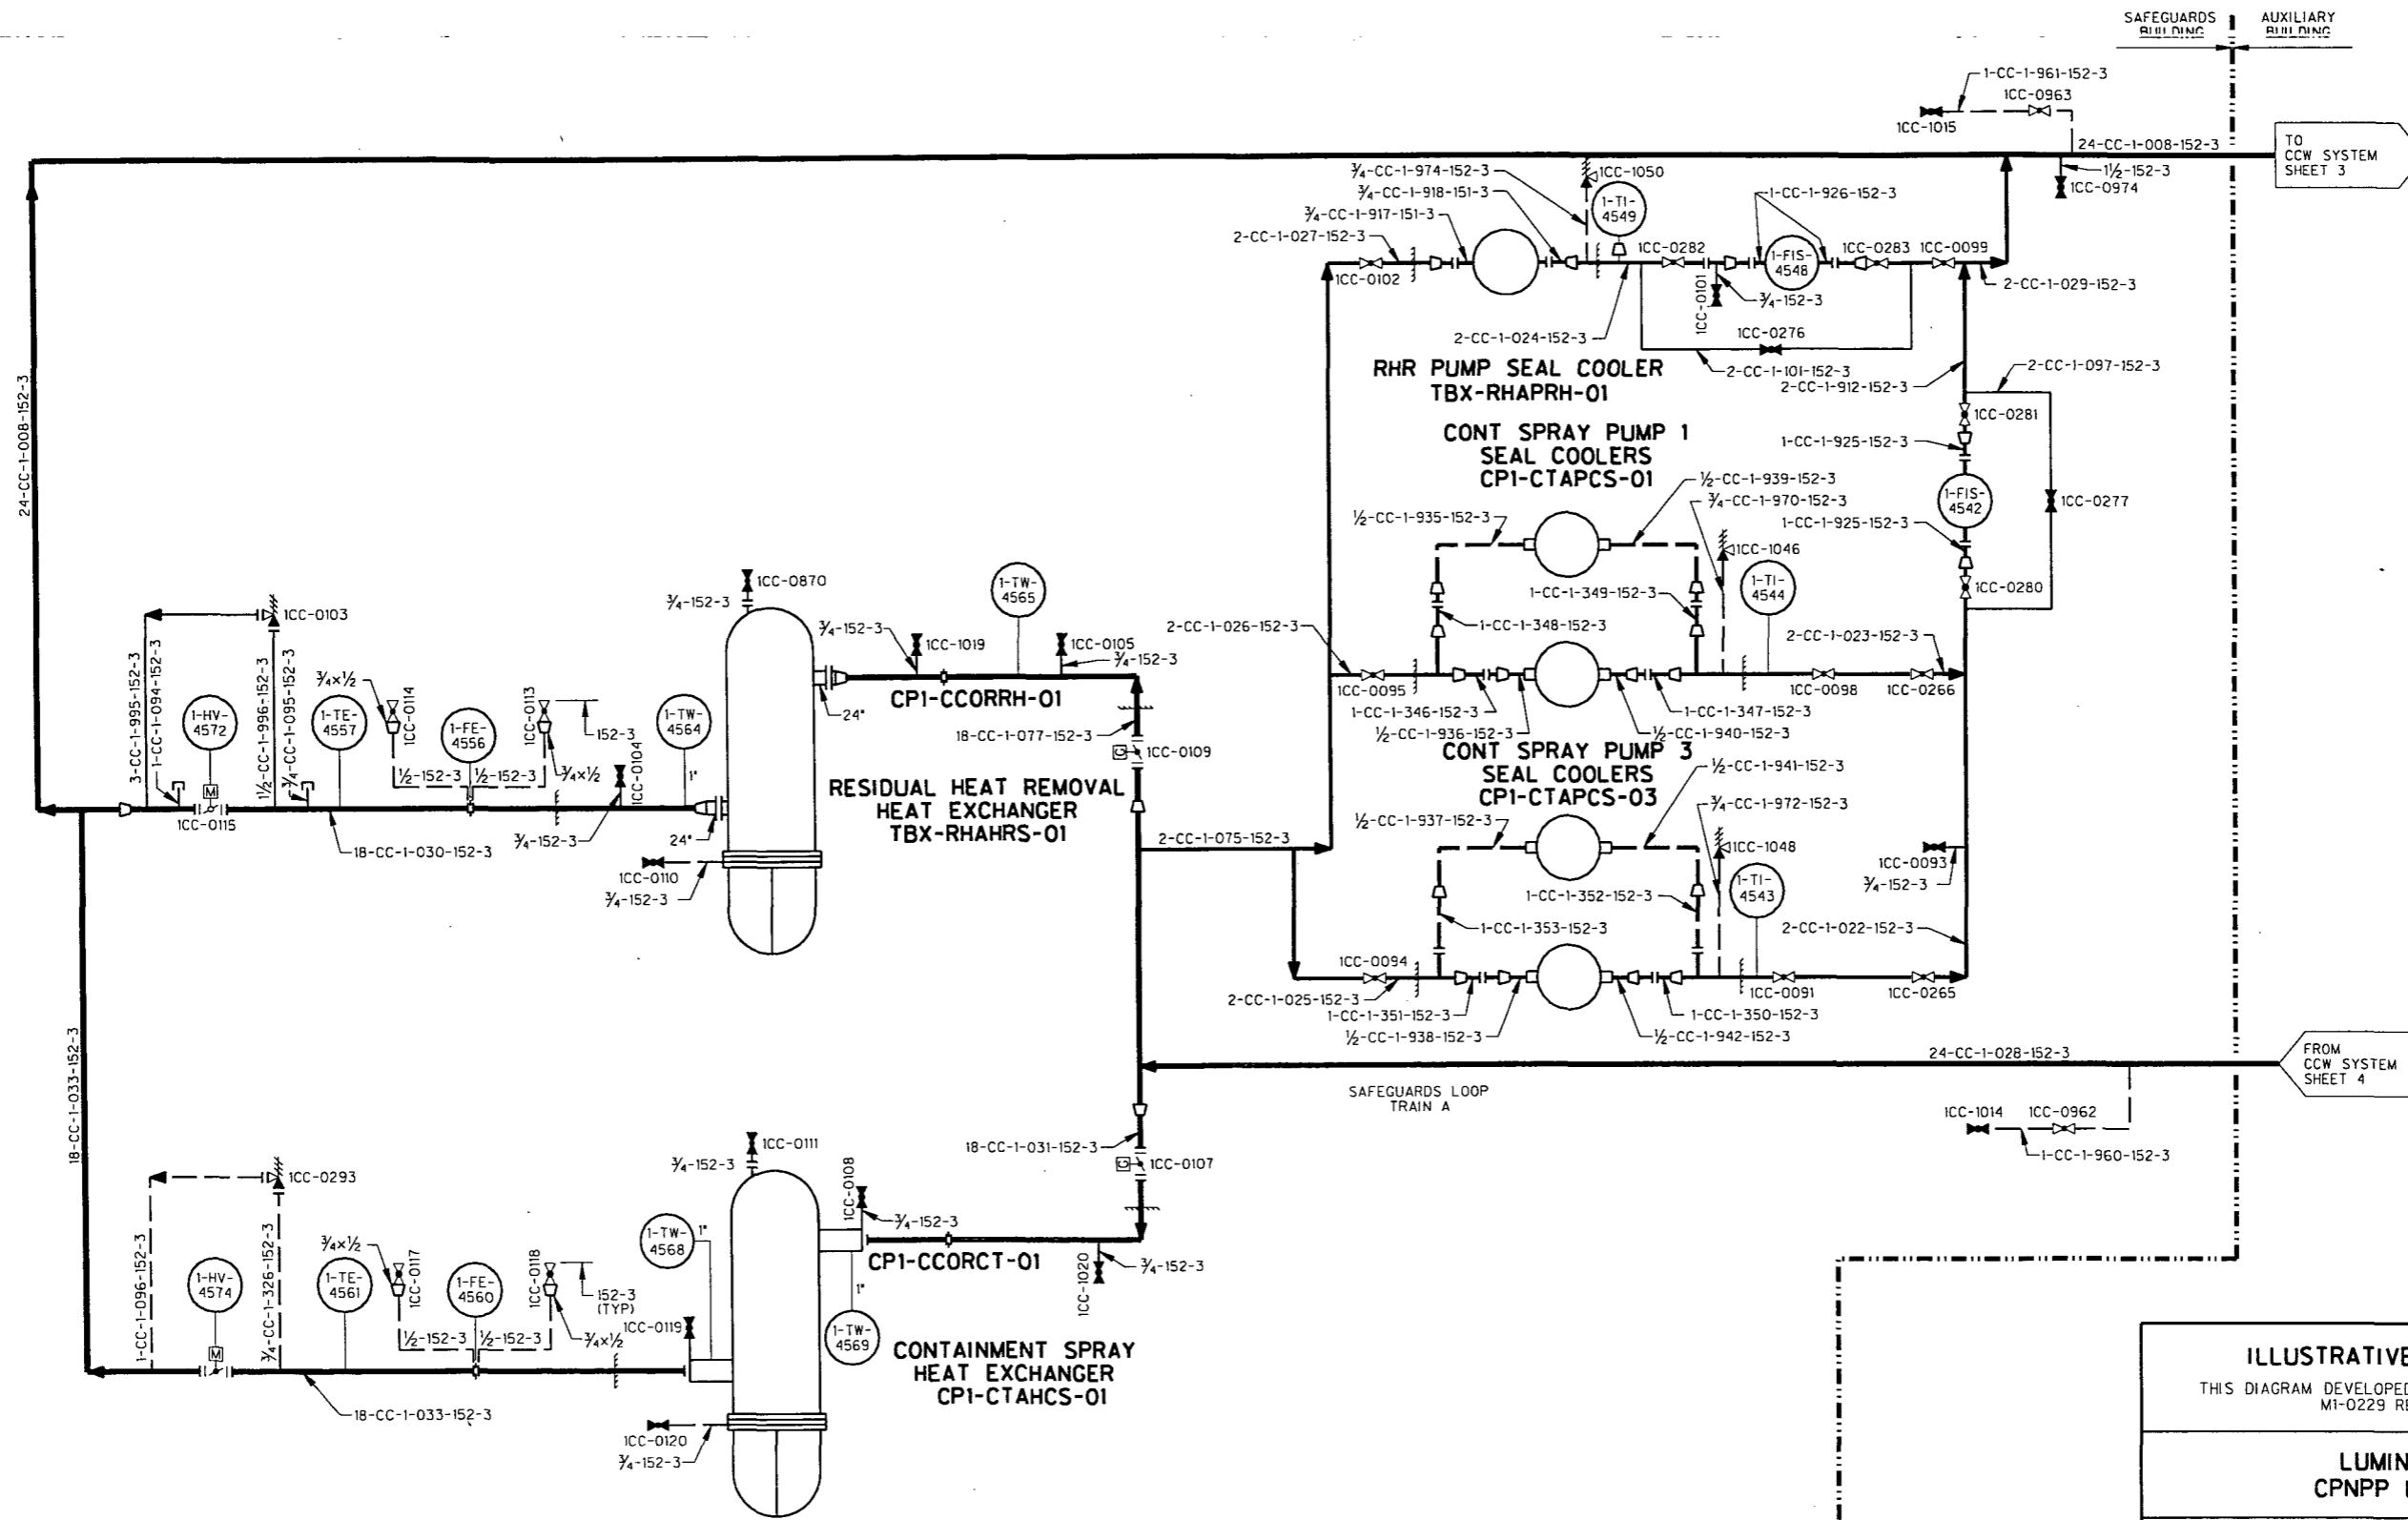 SAFEGUARDS
BUILDING
AUXILIARY
BUILDING
1-CC-1-961-152-3
1CC-0963
1CC-1015
24-CC-1-008-152-3
TO
CCW SYSTEM
SHEET 3
1½-152-3
1CC-0974
¾-CC-1-974-152-3
1CC-1050
¾-CC-1-918-151-3
1-TI-
4549
1-CC-1-926-152-3
¾-CC-1-917-151-3
2-CC-1-027-152-3
1CC-0282
1-FIS-
4548
1CC-0283
1CC-0099
1CC-0102
1CC-0101
¾-152-3
2-CC-1-029-152-3
2-CC-1-024-152-3
1CC-0276
2-CC-1-101-152-3
RHR PUMP SEAL COOLER
TBX-RHAPRH-01
2-CC-1-912-152-3
2-CC-1-097-152-3
24-CC-1-008-152-3
CONT SPRAY PUMP 1
SEAL COOLERS
CP1-CTAPCS-01
1CC-0281
1-CC-1-925-152-3
1-FIS-
4542
1CC-0277
1-CC-1-925-152-3
1CC-0280
½-CC-1-939-152-3
¾-CC-1-970-152-3
½-CC-1-935-152-3
1CC-1046
1-TI-
4544
1-CC-1-349-152-3
1-CC-1-348-152-3
2-CC-1-026-152-3
2-CC-1-023-152-3
1CC-0095
1CC-0098
1CC-0266
1-CC-1-346-152-3
1-CC-1-347-152-3
½-CC-1-936-152-3
½-CC-1-940-152-3
1CC-0870
¾-152-3
1-TW-
4565
¾-152-3
1CC-1019
1CC-0105
¾-152-3
CP1-CCORRH-01
24"
18-CC-1-077-152-3
G
1CC-0109
RESIDUAL HEAT REMOVAL
HEAT EXCHANGER
TBX-RHAHRS-01
1CC-0103
3-CC-1-995-152-3
1-CC-1-094-152-3
1-HV-
4572
M
1CC-0115
1½-CC-1-996-152-3
¾-CC-1-095-152-3
1-TE-
4557
¾x½
1CC-0114
1-FE-
4556
½-152-3
½-152-3
1CC-0113
152-3
¾x½
1CC-0104
1-TW-
4564
1"
¾-152-3
24"
18-CC-1-030-152-3
1CC-0110
¾-152-3
2-CC-1-075-152-3
CONT SPRAY PUMP 3
SEAL COOLERS
CP1-CTAPCS-03
½-CC-1-941-152-3
¾-CC-1-972-152-3
½-CC-1-937-152-3
1CC-1048
1-TI-
4543
1-CC-1-352-152-3
1-CC-1-353-152-3
1CC-0093
¾-152-3
2-CC-1-022-152-3
1CC-0094
2-CC-1-025-152-3
1CC-0091
1CC-0265
1-CC-1-351-152-3
1-CC-1-350-152-3
½-CC-1-938-152-3
½-CC-1-942-152-3
24-CC-1-028-152-3
FROM
CCW SYSTEM
SHEET 4
SAFEGUARDS LOOP
TRAIN A
1CC-1014
1CC-0962
1-CC-1-960-152-3
18-CC-1-033-152-3
18-CC-1-031-152-3
G
1CC-0107
1CC-0111
¾-152-3
1CC-0108
¾-152-3
1CC-1020
¾-152-3
CP1-CCORCT-01
1CC-0293
1-CC-1-096-152-3
1-HV-
4574
M
¾-CC-1-326-152-3
1-TE-
4561
¾x½
1CC-0117
1-FE-
4560
½-152-3
½-152-3
1CC-0118
152-3
(TYP)
¾x½
1-TW-
4568
1"
1CC-0119
1"
1-TW-
4569
CONTAINMENT SPRAY
HEAT EXCHANGER
CP1-CTAHCS-01
18-CC-1-033-152-3
1CC-0120
¾-152-3
ILLUSTRATIVE
THIS DIAGRAM DEVELOPED
M1-0229 RE
LUMIN
CPNPP